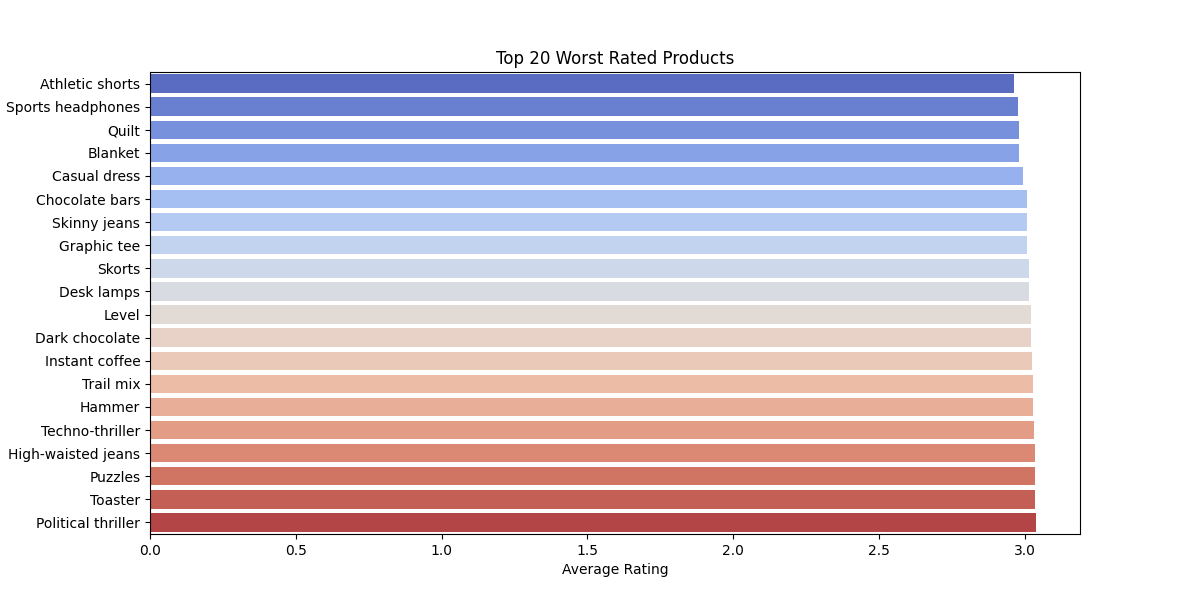 Top 20 Worst Rated Products
Athletic shorts
Sports headphones
Quilt
Blanket
Casual dress
Chocolate bars
Skinny jeans
Graphic tee
Skorts
Desk lamps
Level
Dark chocolate
Instant coffee
Trail mix
Hammer
Techno-thriller
High-waisted jeans
Puzzles
Toaster
Political thriller
0.0 0.5 1.0 1.5 2.0 2.5 3.0
Average Rating